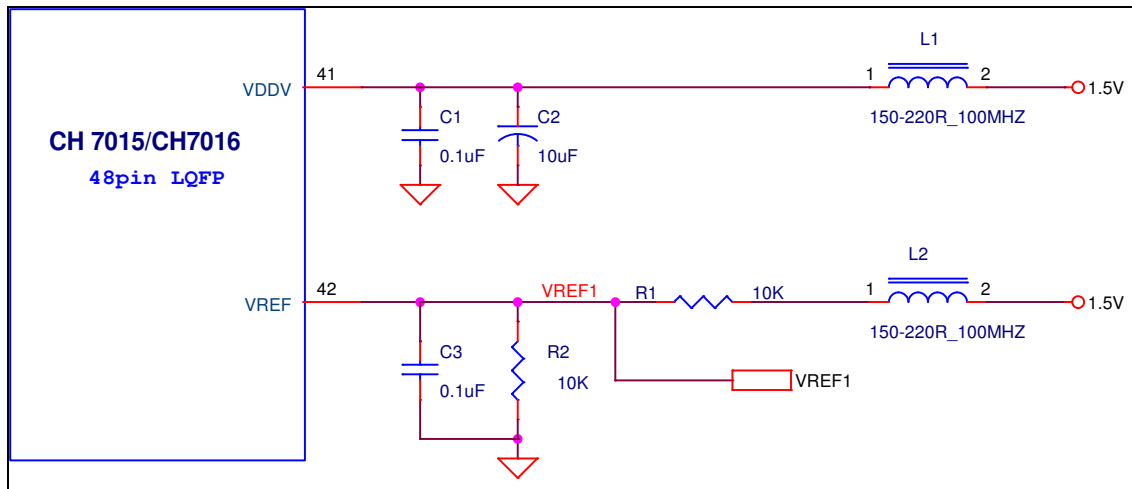 L1
VDDV 41 1 2 1.5V
150-220R_100MHZ
C1 C2
0.1uF 10uF
CH 7015/CH7016
48pin LQFP
L2
VREF 42 VREF1 R1 10K 1 2 1.5V
150-220R_100MHZ
C3 R2
0.1uF 10K
VREF1